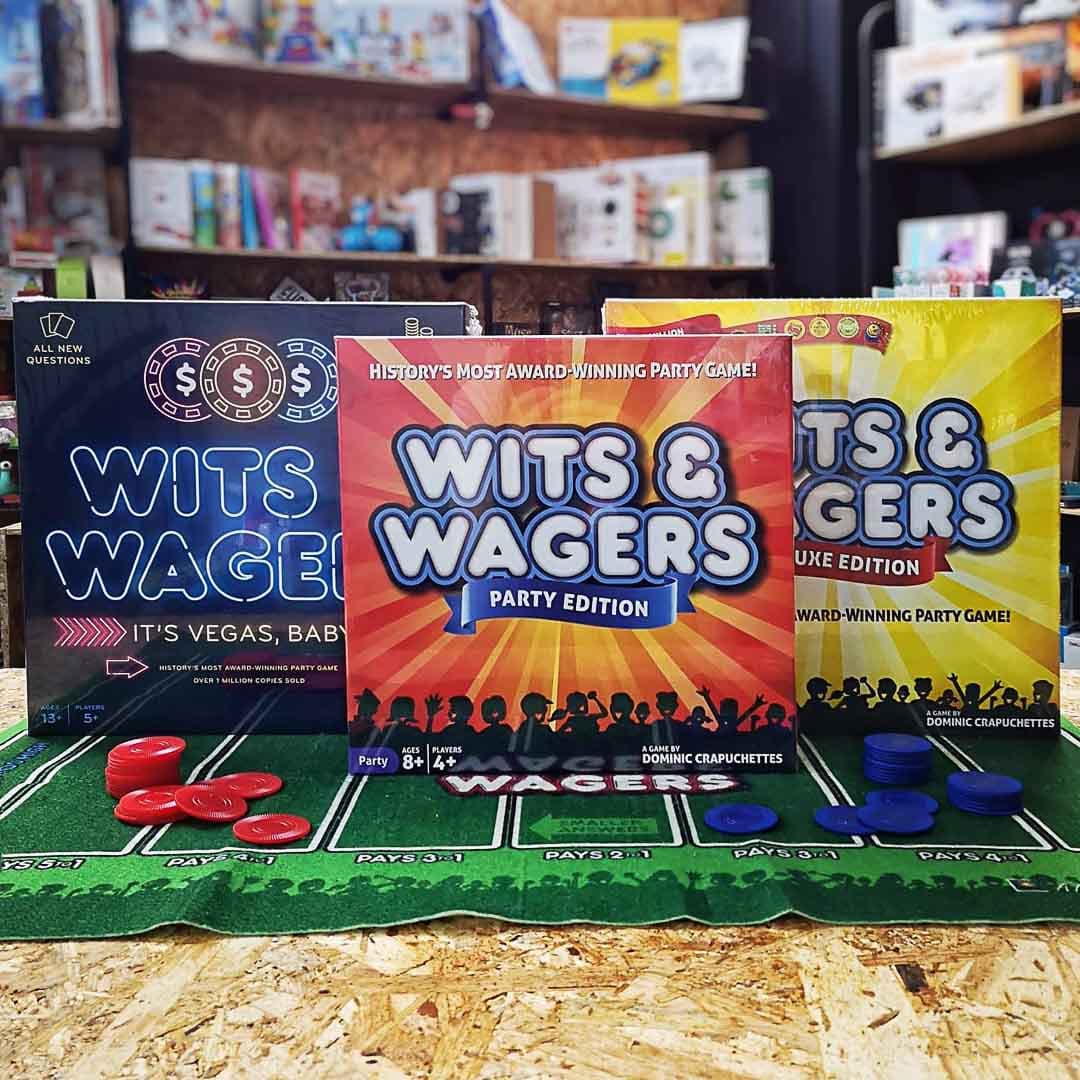 ALL NEW
QUESTIONS
$ $ $
WITS
WAGE
IT'S VEGAS, BABY
HISTORY'S MOST AWARD-WINNING PARTY GAME
OVER 1 MILLION COPIES SOLD
AGES
13+
PLAYERS
5+
HISTORY'S MOST AWARD-WINNING PARTY GAME!
WITS &
WAGERS
PARTY EDITION
Party
AGES
8+
PLAYERS
4+
A GAME BY
DOMINIC CRAPUCHETTES
MILLION
TS &
GERS
UXE EDITION
AWARD-WINNING PARTY GAME!
A GAME BY
DOMINIC CRAPUCHETTES
WAGERS
SMALLER
ANSWERS
YS 5 TO 1
PAYS 4 TO 1
PAYS 3 TO 1
PAYS 2 TO 1
PAYS 3 TO 1
PAYS 4 TO 1